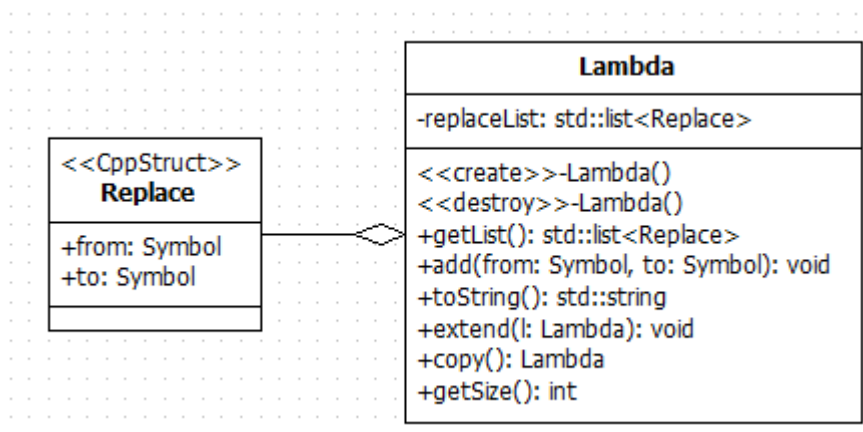 <<CppStruct>>
Replace
+from: Symbol
+to: Symbol
Lambda
-replaceList: std::list<Replace>
<<create>>-Lambda()
<<destroy>>-Lambda()
+getList(): std::list<Replace>
+add(from: Symbol, to: Symbol): void
+toString(): std::string
+extend(l: Lambda): void
+copy(): Lambda
+getSize(): int